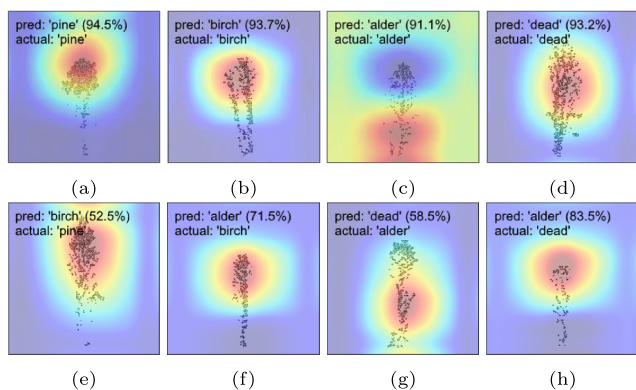 pred: 'pine' (94.5%)
actual: 'pine'
pred: 'birch' (93.7%)
actual: 'birch'
pred: 'alder' (91.1%)
actual: 'alder'
pred: 'dead' (93.2%)
actual: 'dead'
(a)
(b)
(c)
(d)
pred: 'birch' (52.5%)
actual: 'pine'
pred: 'alder' (71.5%)
actual: 'birch'
pred: 'dead' (58.5%)
actual: 'alder'
pred: 'alder' (83.5%)
actual: 'dead'
(e)
(f)
(g)
(h)